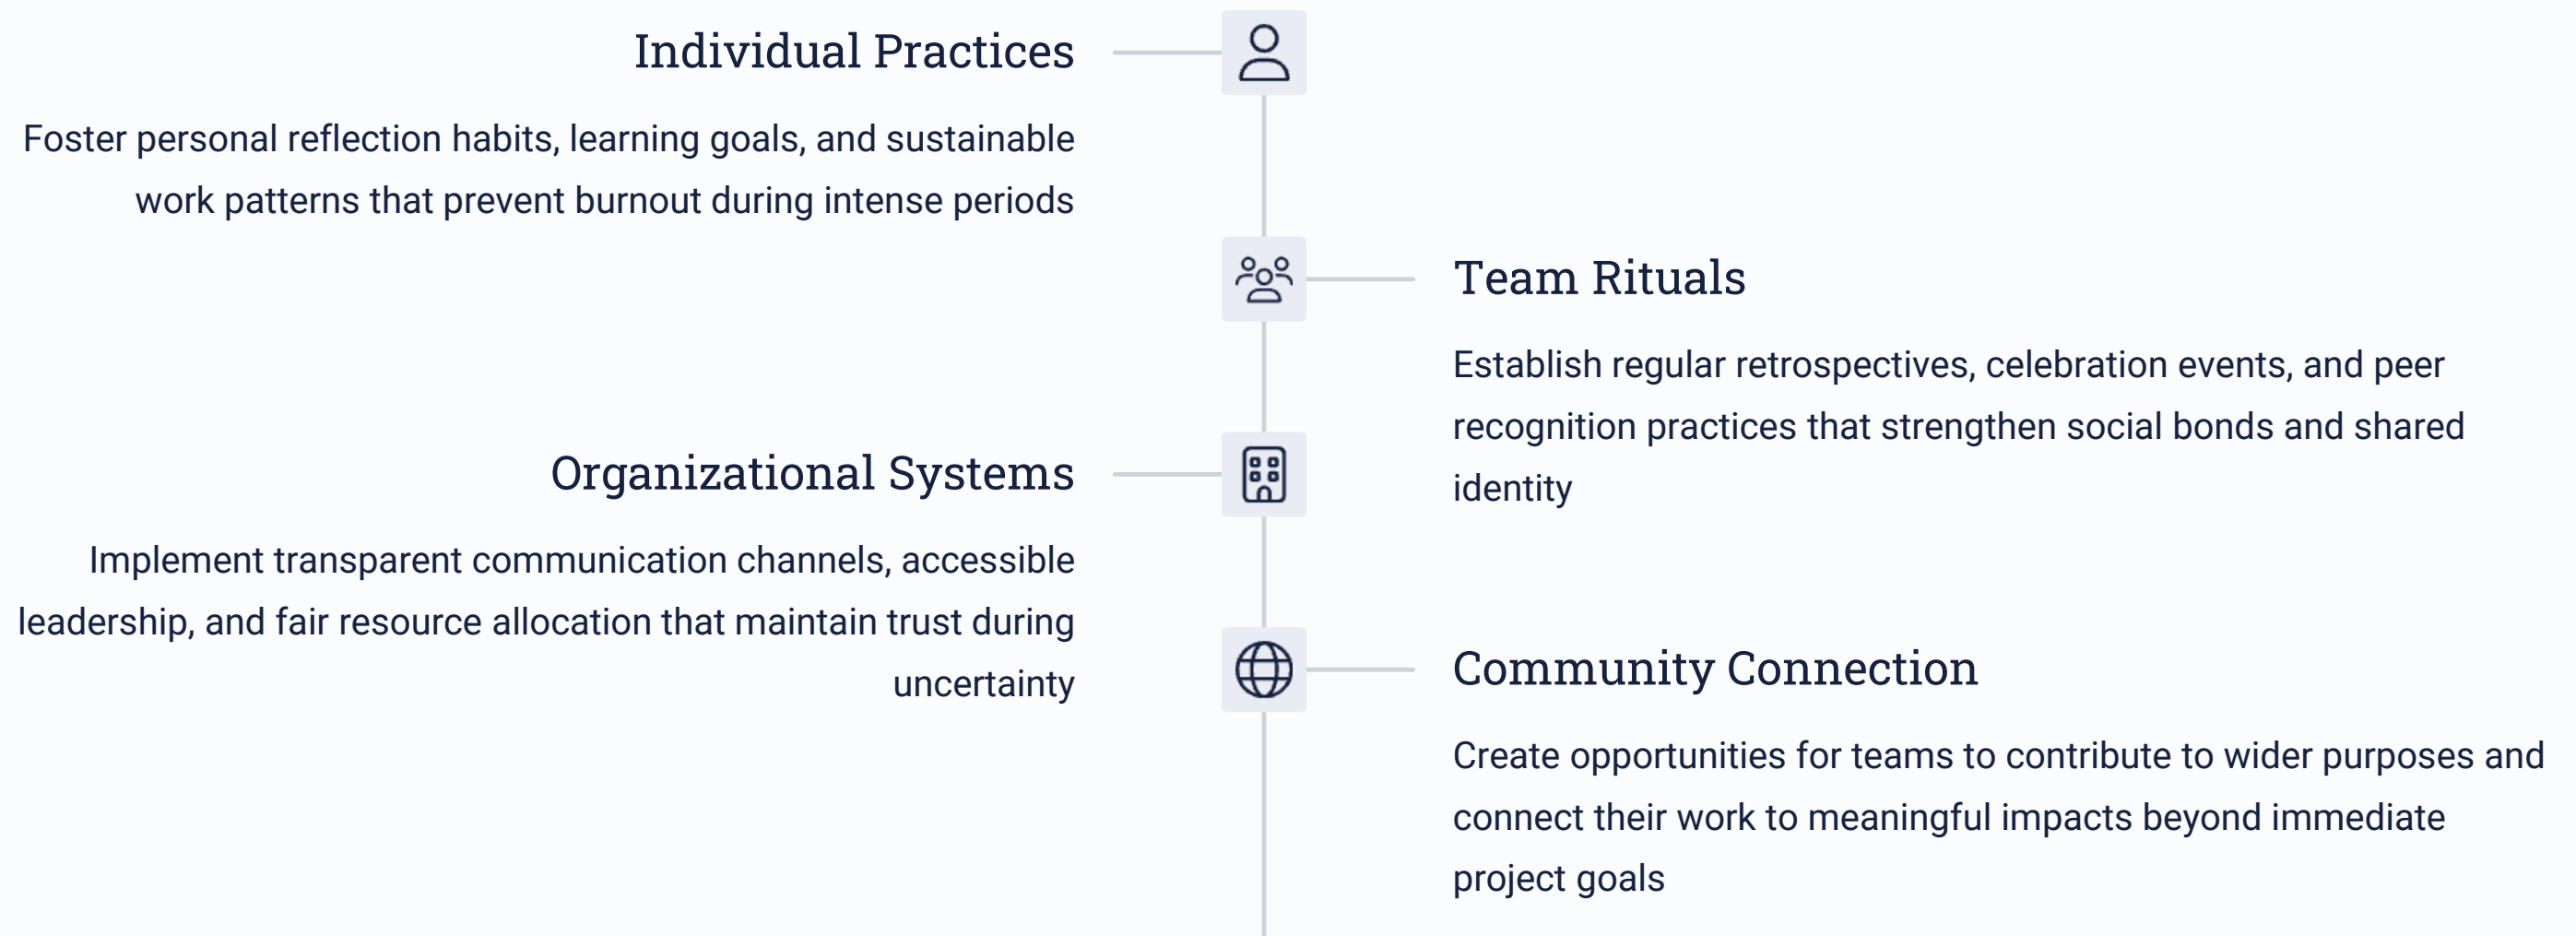 Individual Practices
Foster personal reflection habits, learning goals, and sustainable
work patterns that prevent burnout during intense periods
Team Rituals
Establish regular retrospectives, celebration events, and peer
recognition practices that strengthen social bonds and shared
identity
Organizational Systems
Implement transparent communication channels, accessible
leadership, and fair resource allocation that maintain trust during
uncertainty
Community Connection
Create opportunities for teams to contribute to wider purposes and
connect their work to meaningful impacts beyond immediate
project goals